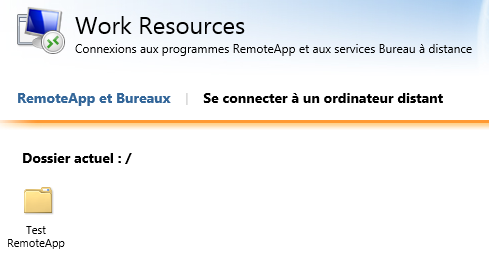 Work Resources
Connexions aux programmes RemoteApp et aux services Bureau à distance
RemoteApp et Bureaux | Se connecter à un ordinateur distant
Dossier actuel : /
Test
RemoteApp